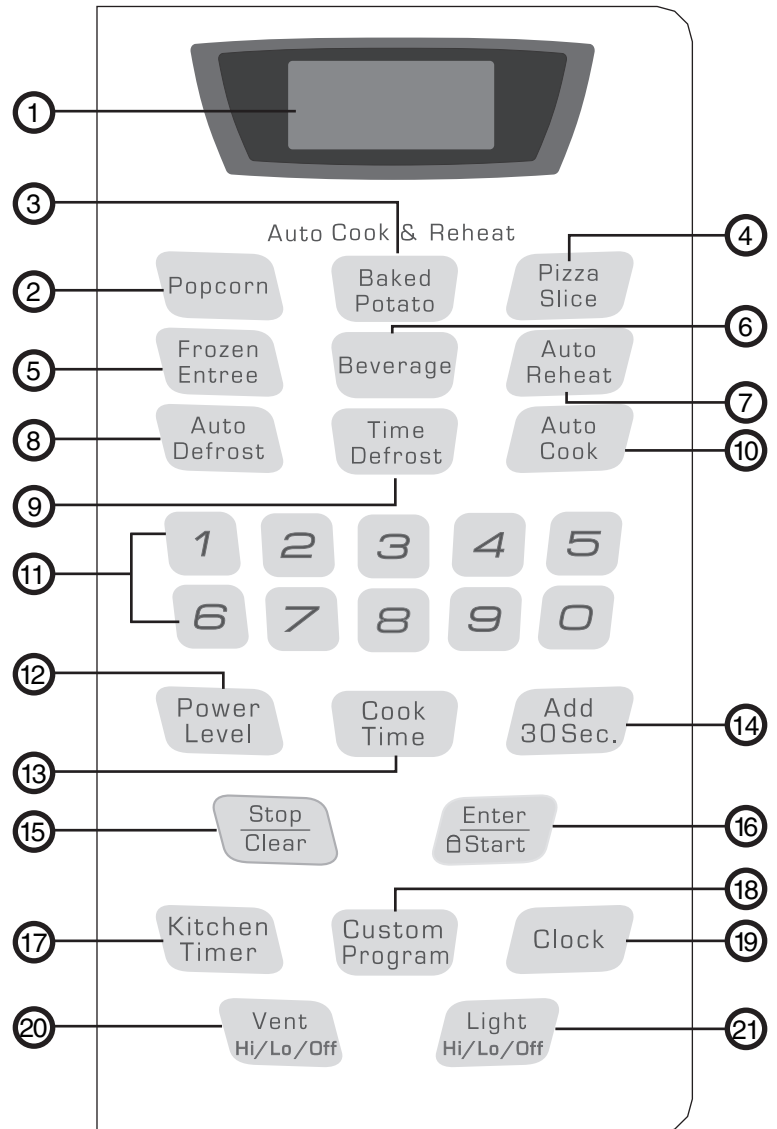 1
3
Auto Cook & Reheat
4
2
Popcorn
Baked
Potato
Pizza
Slice
6
5
Frozen
Entree
Beverage
Auto
Reheat
7
8
Auto
Defrost
Time
Defrost
Auto
Cook
10
9
11
1 2 3 4 5
6 7 8 9 0
12
Power
Level
Cook
Time
Add
30Sec.
14
13
15
Stop
Clear
Enter
Start
16
18
17
Kitchen
Timer
Custom
Program
Clock
19
20
Vent
Hi/Lo/Off
Light
Hi/Lo/Off
21